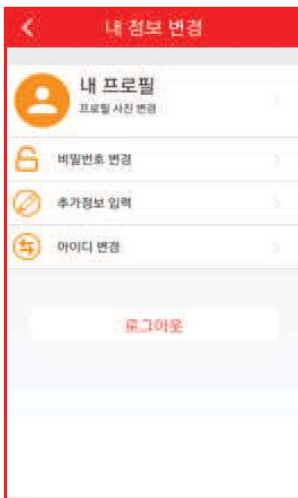 내 정보 변경
내 프로필
프로필 사진 변경
비밀번호 변경
추가정보 입력
아이디 변경
로그아웃